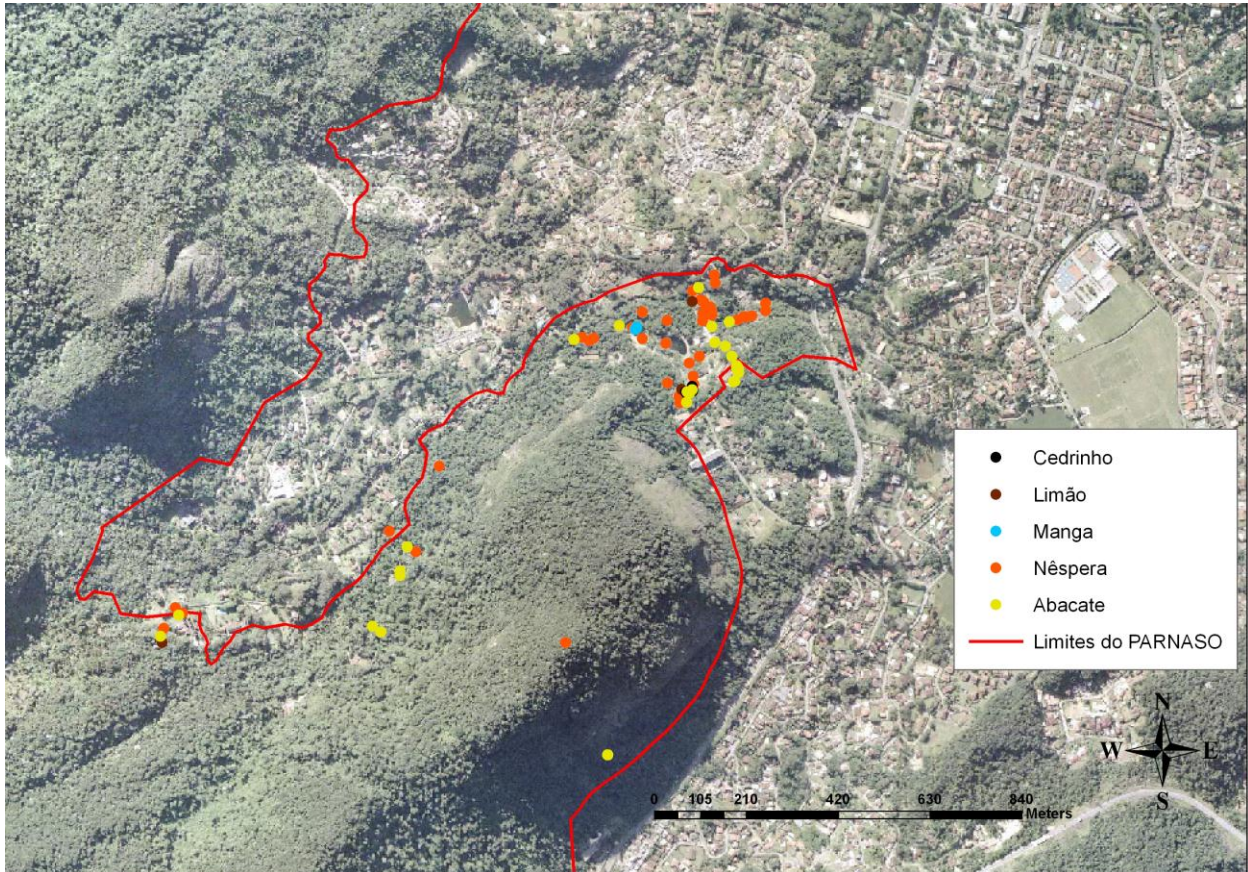 Cedrinho
Limão
Manga
Nêspera
Abacate
Limites do PARNASO
N
W E
S
0 105 210 420 630 840
Meters